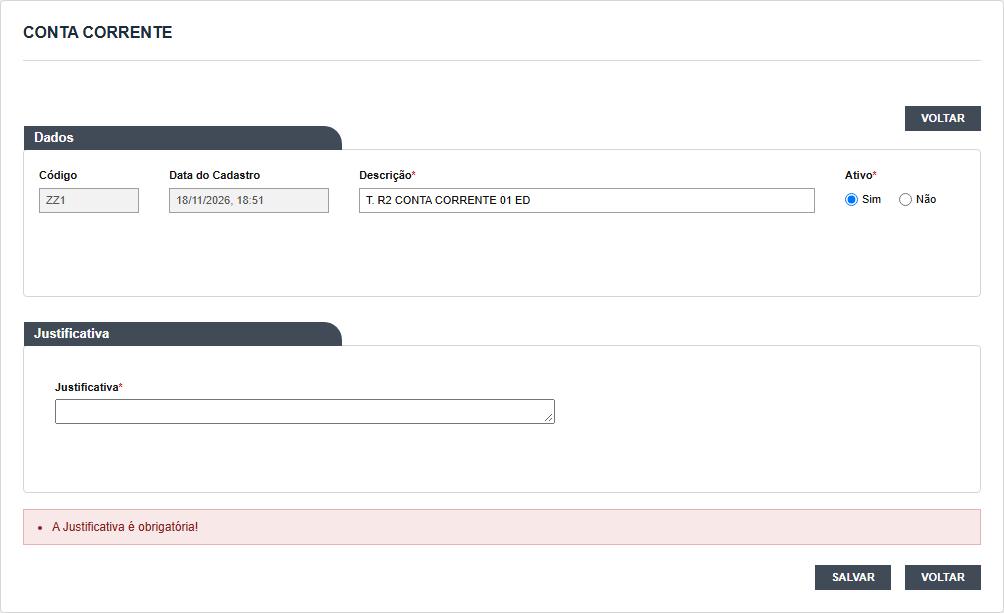 CONTA CORRENTE
VOLTAR
Dados
Código Data do Cadastro Descrição* Ativo*
ZZ1 18/11/2026, 18:51 T. R2 CONTA CORRENTE 01 ED Sim Não
Justificativa
Justificativa*
A Justificativa é obrigatória!
SALVAR VOLTAR